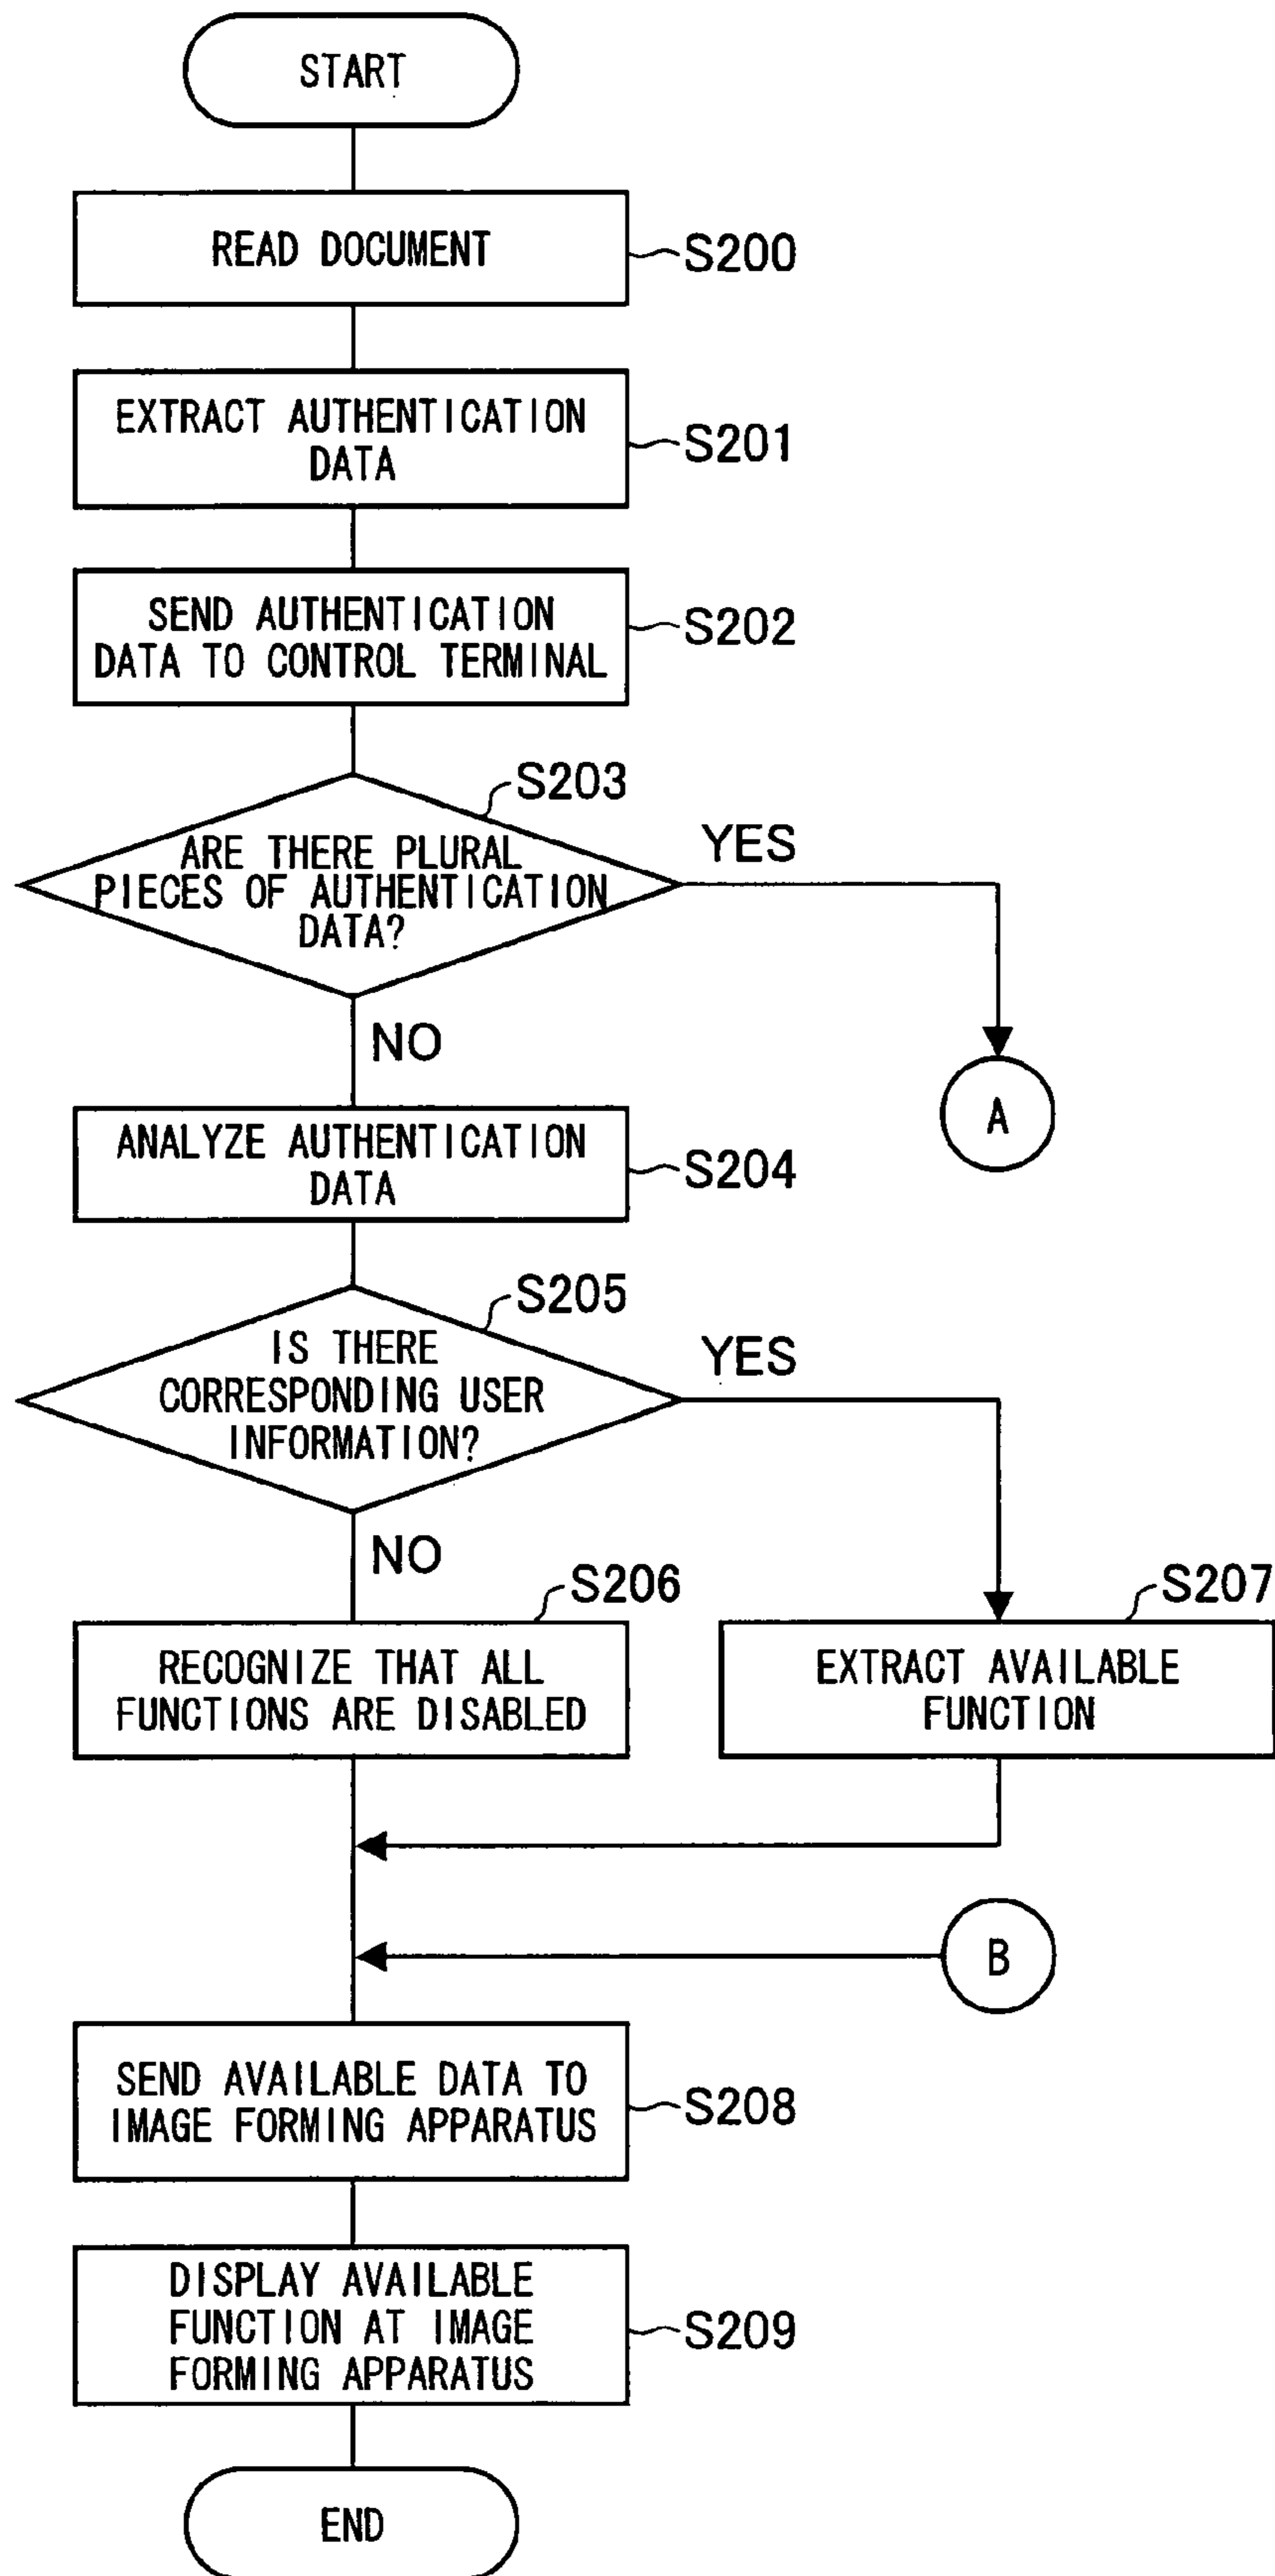 START
READ DOCUMENT
S200
EXTRACT AUTHENTICATION
DATA
S201
SEND AUTHENTICATION
DATA TO CONTROL TERMINAL
S202
S203
ARE THERE PLURAL
PIECES OF AUTHENTICATION
DATA?
YES
NO
A
ANALYZE AUTHENTICATION
DATA
S204
S205
IS THERE
CORRESPONDING USER
INFORMATION?
YES
NO
S206
RECOGNIZE THAT ALL
FUNCTIONS ARE DISABLED
S207
EXTRACT AVAILABLE
FUNCTION
B
SEND AVAILABLE DATA TO
IMAGE FORMING APPARATUS
S208
DISPLAY AVAILABLE
FUNCTION AT IMAGE
FORMING APPARATUS
S209
END